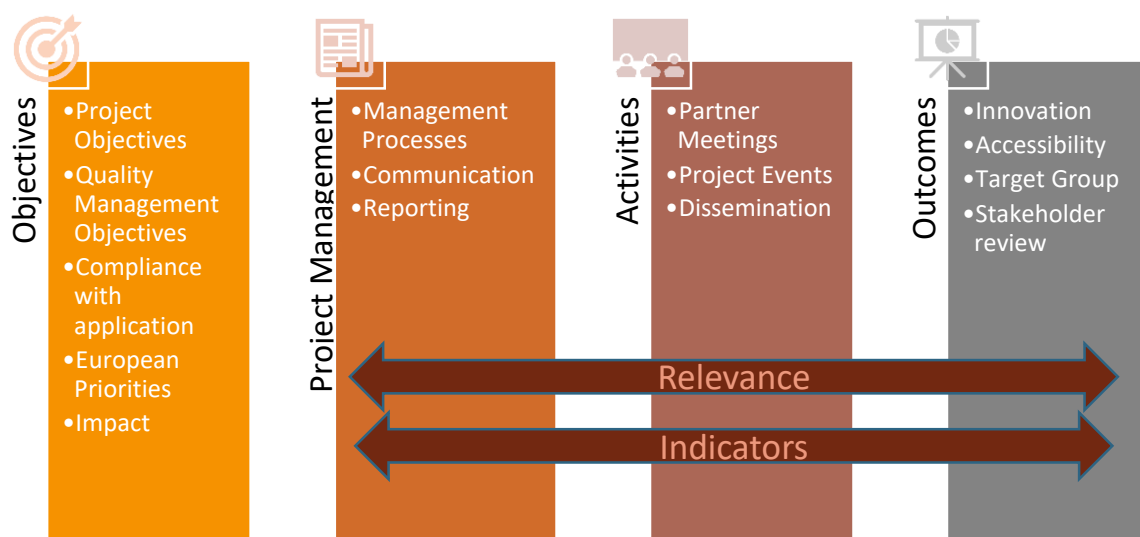 Objectives
•Project
Objectives
•Quality
Management
Objectives
•Compliance
with
application
•European
Priorities
•Impact
Project Management
•Management
Processes
•Communication
•Reporting
Activities
•Partner
Meetings
•Project Events
•Dissemination
Outcomes
•Innovation
•Accessibility
•Target Group
•Stakeholder
review
Relevance
Indicators